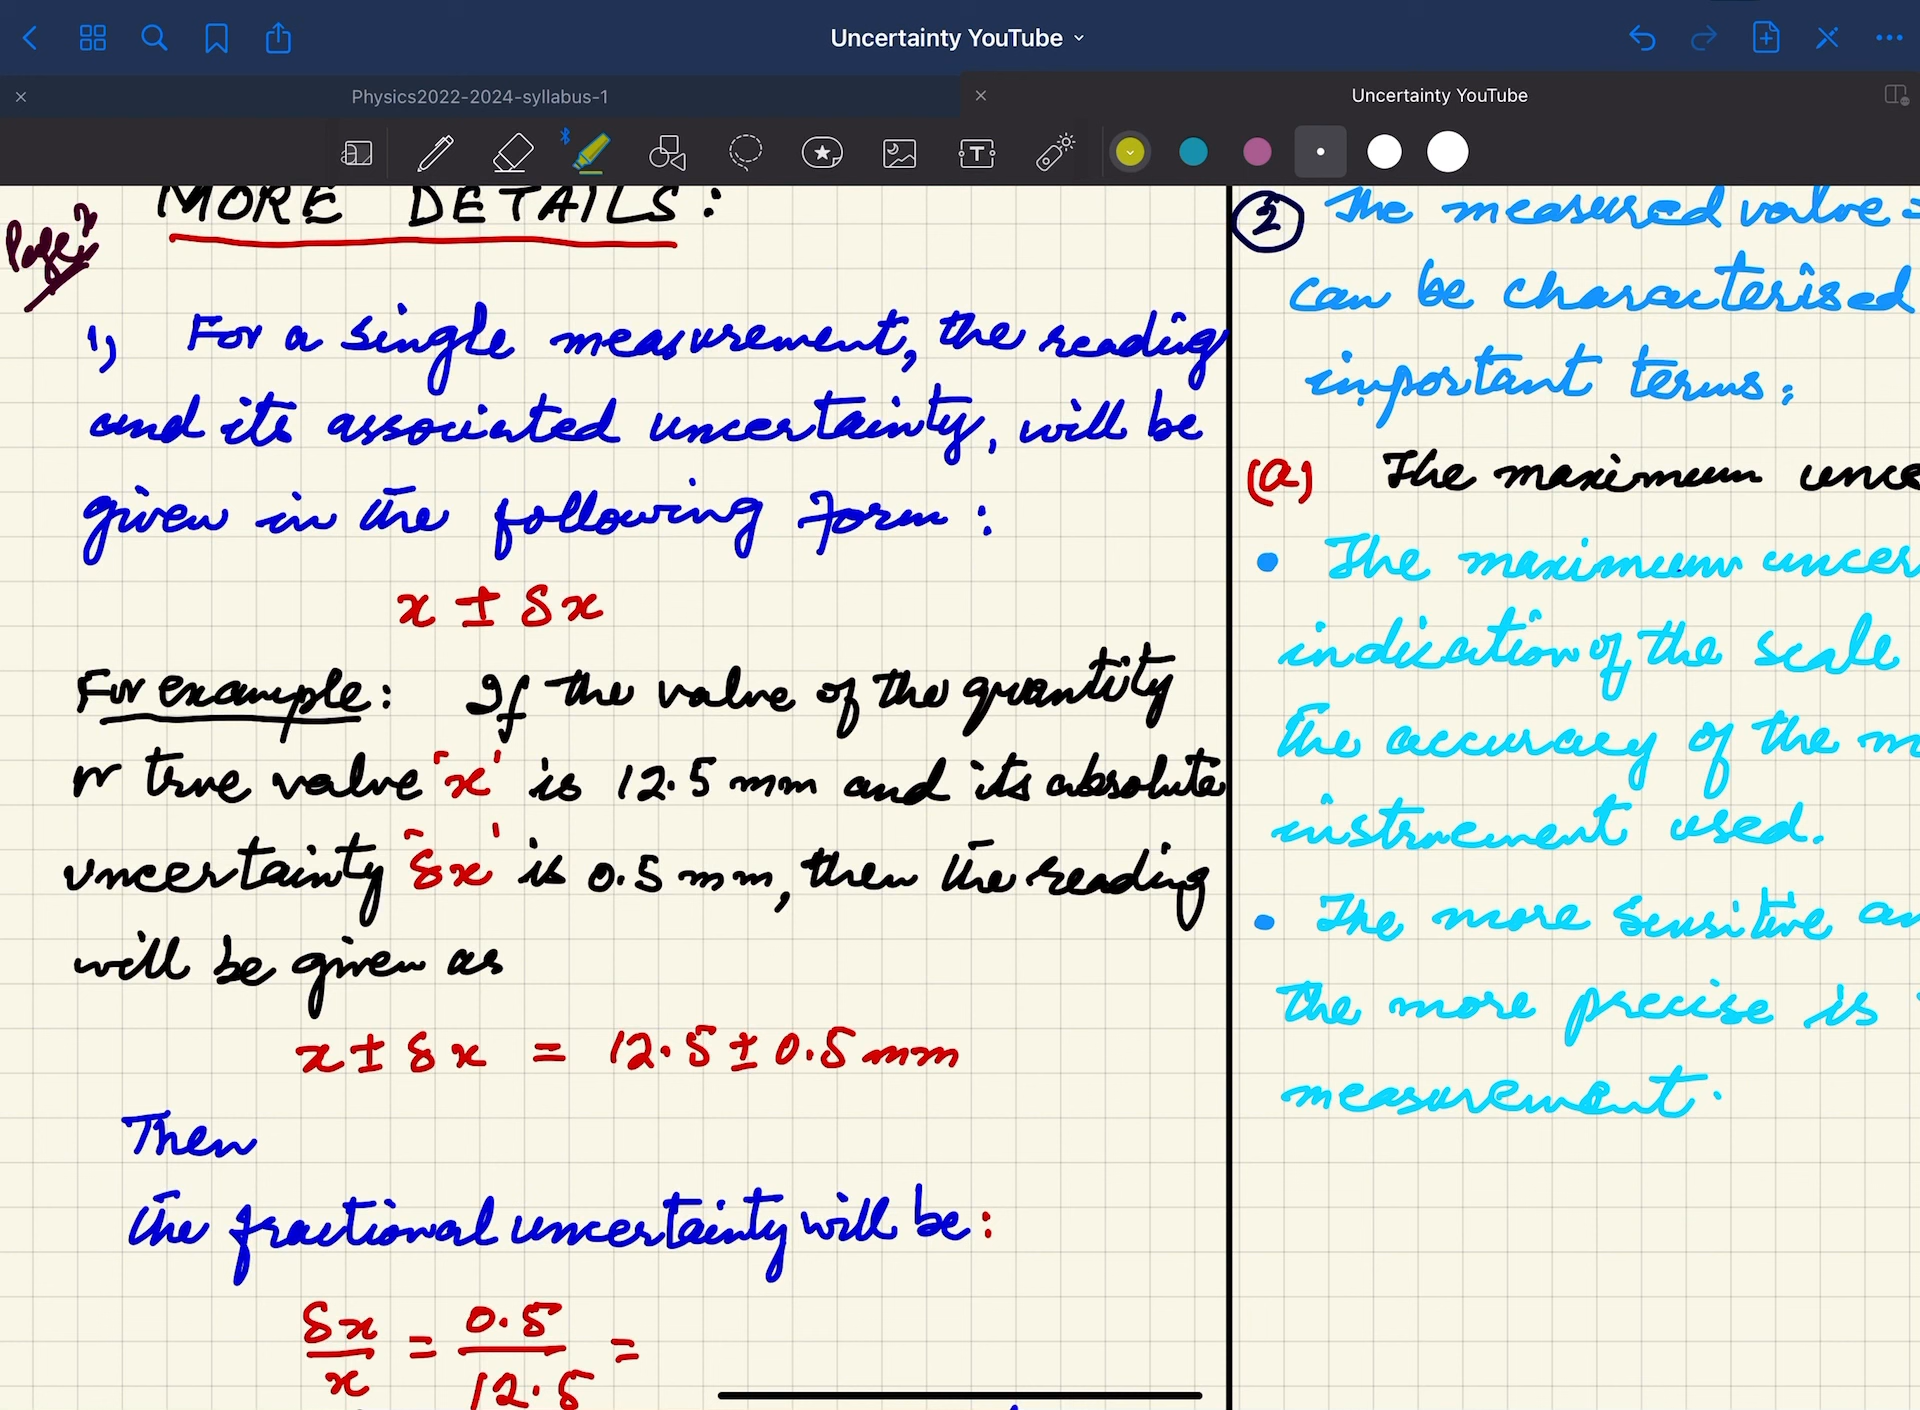 Uncertainty YouTube
Physics2022-2024-syllabus-1
Uncertainty YouTube
Page 2
MORE DETAILS:
1) For a single measurement, the reading
and its associated uncertainty, will be
given in the following form:
x ± δx
For example: If the value of the quantity
or true value 'x' is 12.5 mm and its absolute
uncertainty 'δx' is 0.5 mm, then the reading
will be given as
x ± δx = 12.5 ± 0.5 mm
Then
the fractional uncertainty will be:
δx/x = 0.5/12.5 =
2 The measured value =
can be characterised
important terms:
(a) The maximum unce
• The maximum uncer
indication of the scale
the accuracy of the m
instrument used.
• The more sensitive an
the more precise is
measurement.